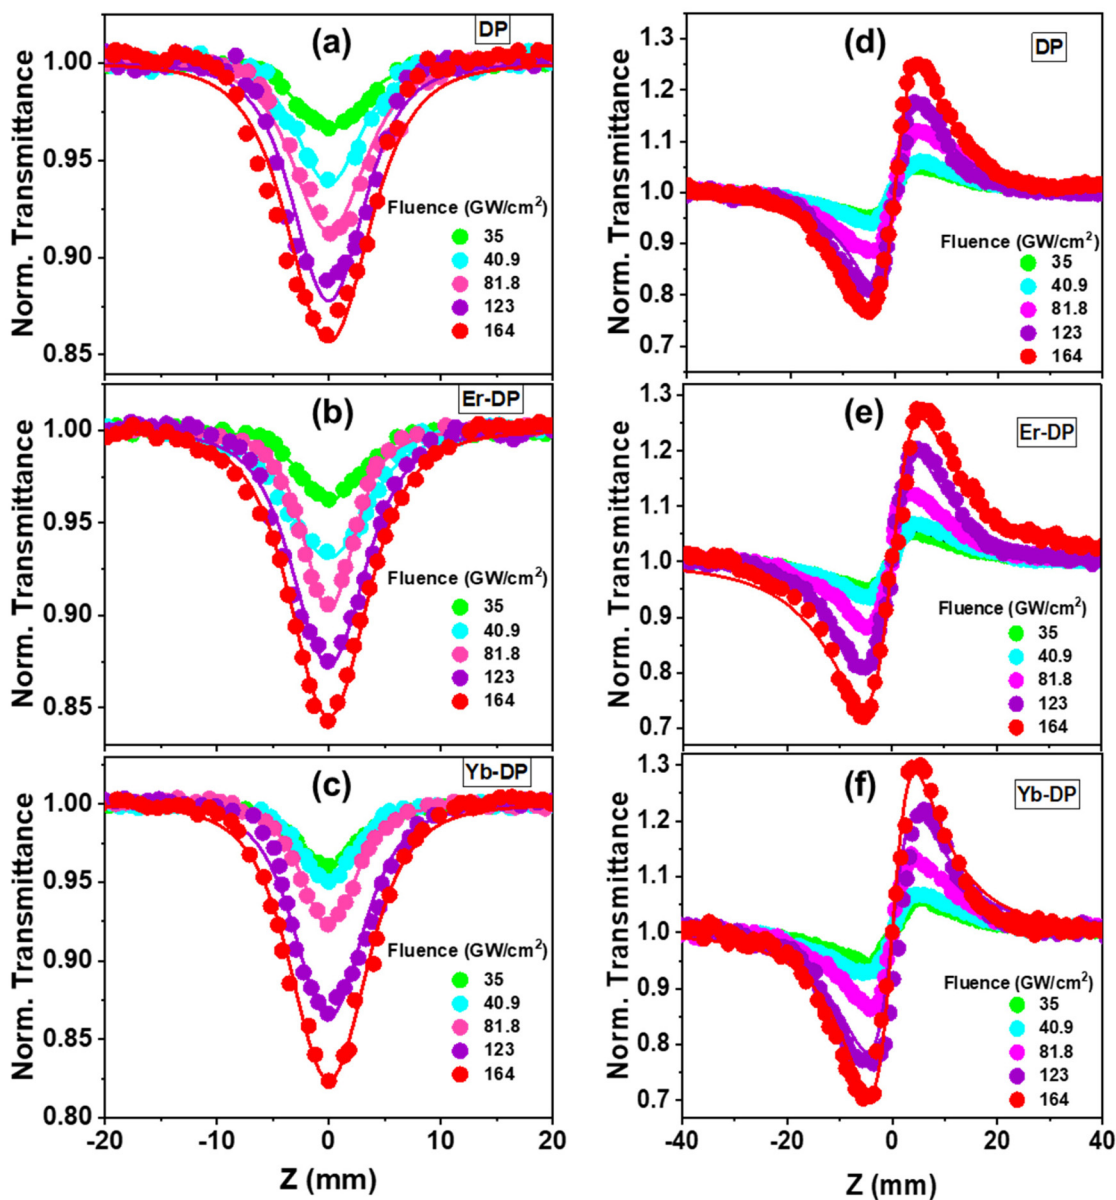 (a)
DP
1.00
0.95
0.90
0.85
Norm. Transmittance
Fluence (GW/cm²)
35
40.9
81.8
123
164
(d)
DP
1.3
1.2
1.1
1.0
0.9
0.8
0.7
Norm. Transmittance
Fluence (GW/cm²)
35
40.9
81.8
123
164
(b)
Er-DP
1.00
0.95
0.90
0.85
Norm. Transmittance
Fluence (GW/cm²)
35
40.9
81.8
123
164
(e)
Er-DP
1.3
1.2
1.1
1.0
0.9
0.8
0.7
Norm. Transmittance
Fluence (GW/cm²)
35
40.9
81.8
123
164
(c)
Yb-DP
1.00
0.95
0.90
0.85
0.80
Norm. Transmittance
Fluence (GW/cm²)
35
40.9
81.8
123
164
-20 -10 0 10 20
Z (mm)
(f)
Yb-DP
1.3
1.2
1.1
1.0
0.9
0.8
0.7
Norm. Transmittance
Fluence (GW/cm²)
35
40.9
81.8
123
164
-40 -20 0 20 40
Z (mm)